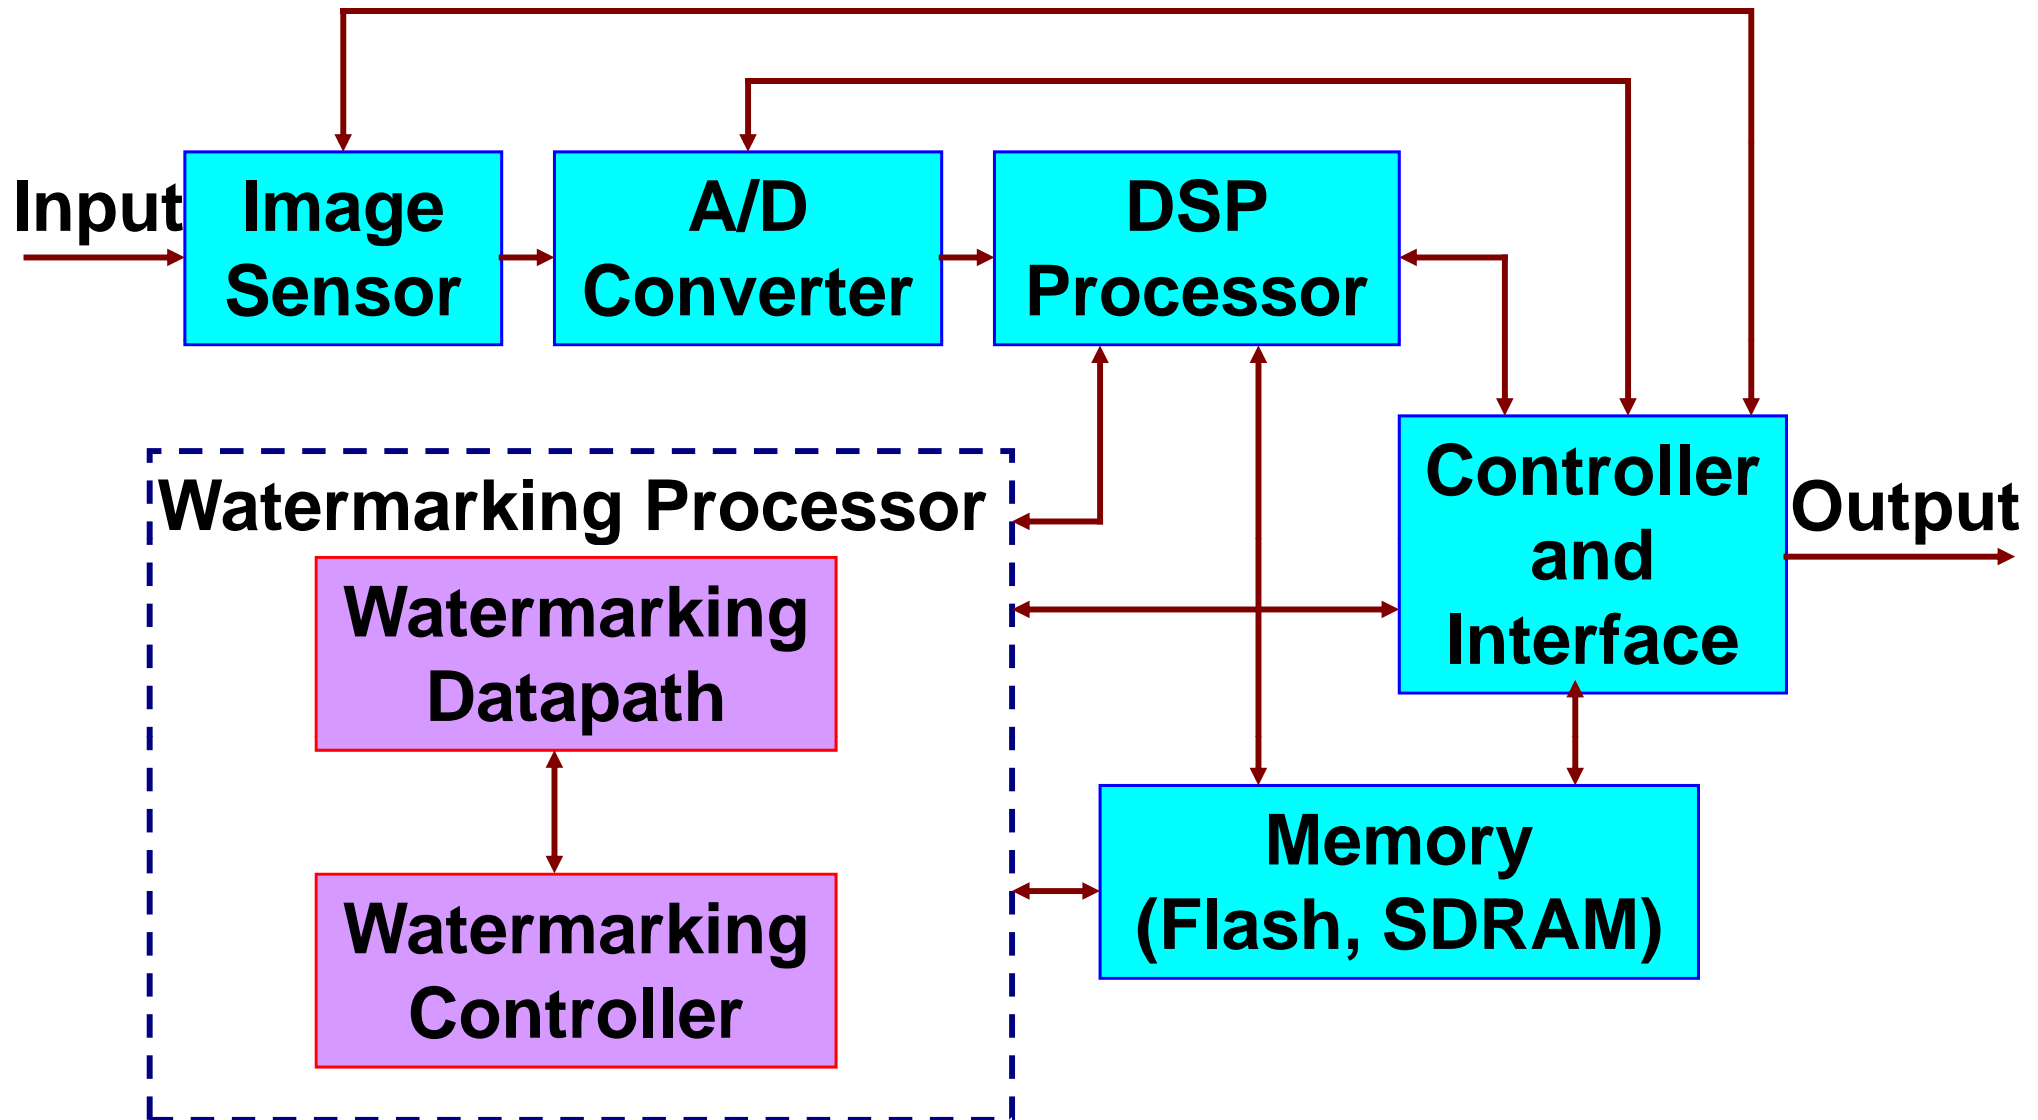 Input
Image
Sensor
A/D
Converter
DSP
Processor
Controller
and
Interface
Output
Watermarking Processor
Watermarking
Datapath
Watermarking
Controller
Memory
(Flash, SDRAM)